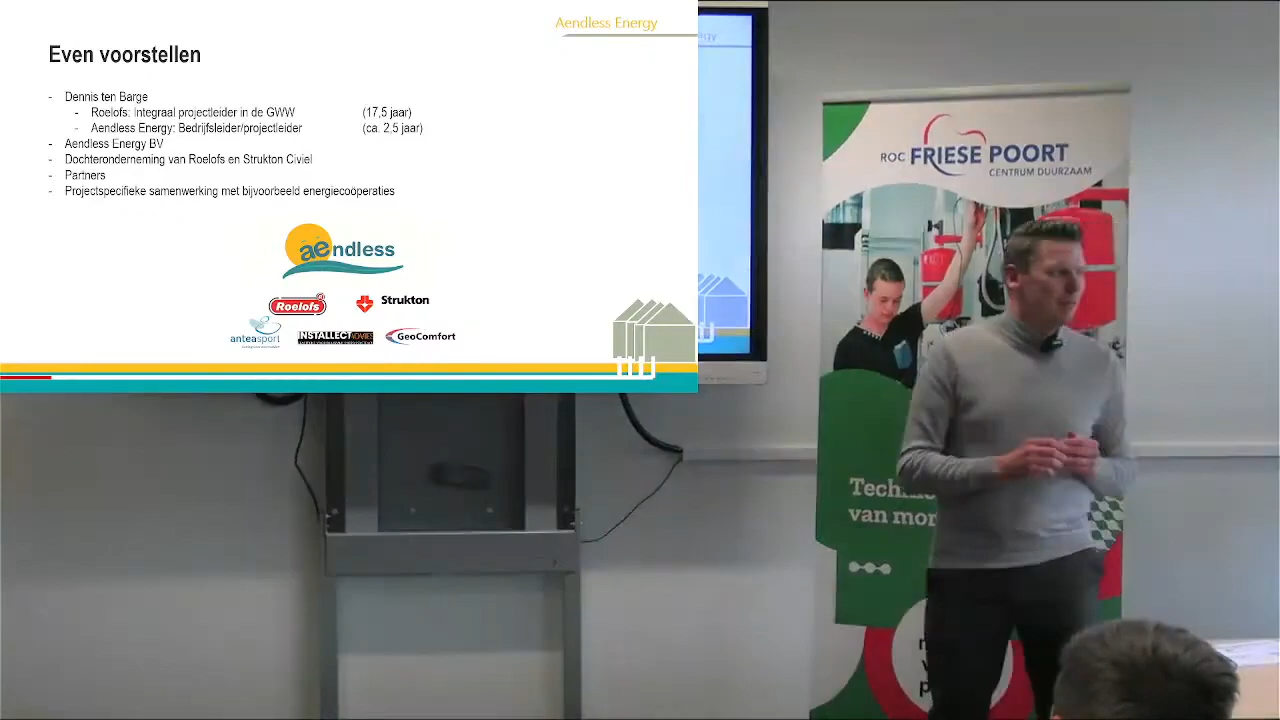 Aendless Energy
Even voorstellen
- Dennis ten Barge
- Roelofs: Integraal projectleider in de GWW (17,5 jaar)
- Aendless Energy: Bedrijfsleider/projectleider (ca. 2,5 jaar)
- Aendless Energy BV
- Dochteronderneming van Roelofs en Strukton Civiel
- Partners
- Projectspecifieke samenwerking met bijvoorbeeld energiecoöperaties
aendless
Roelofs
Strukton
anteasport
INSTALLECT ADVIES
GeoComfort
ROC FRIESE POORT
CENTRUM DUURZAAM
van mor